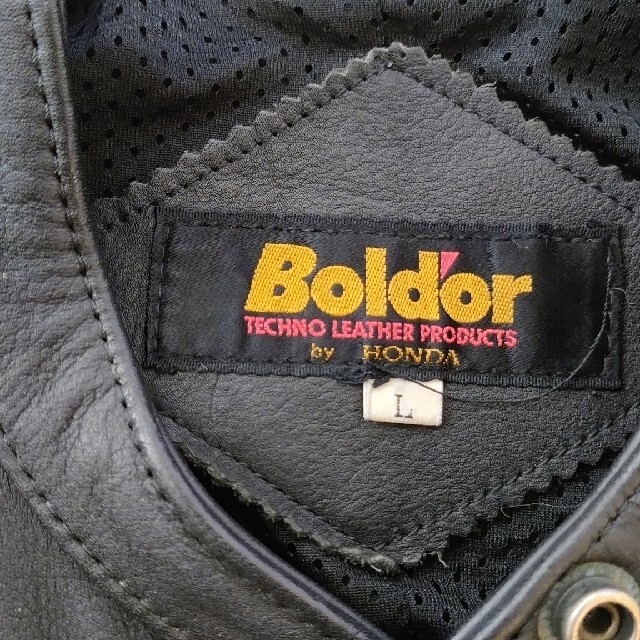 Bold'or
TECHNO LEATHER PRODUCTS
by HONDA
L